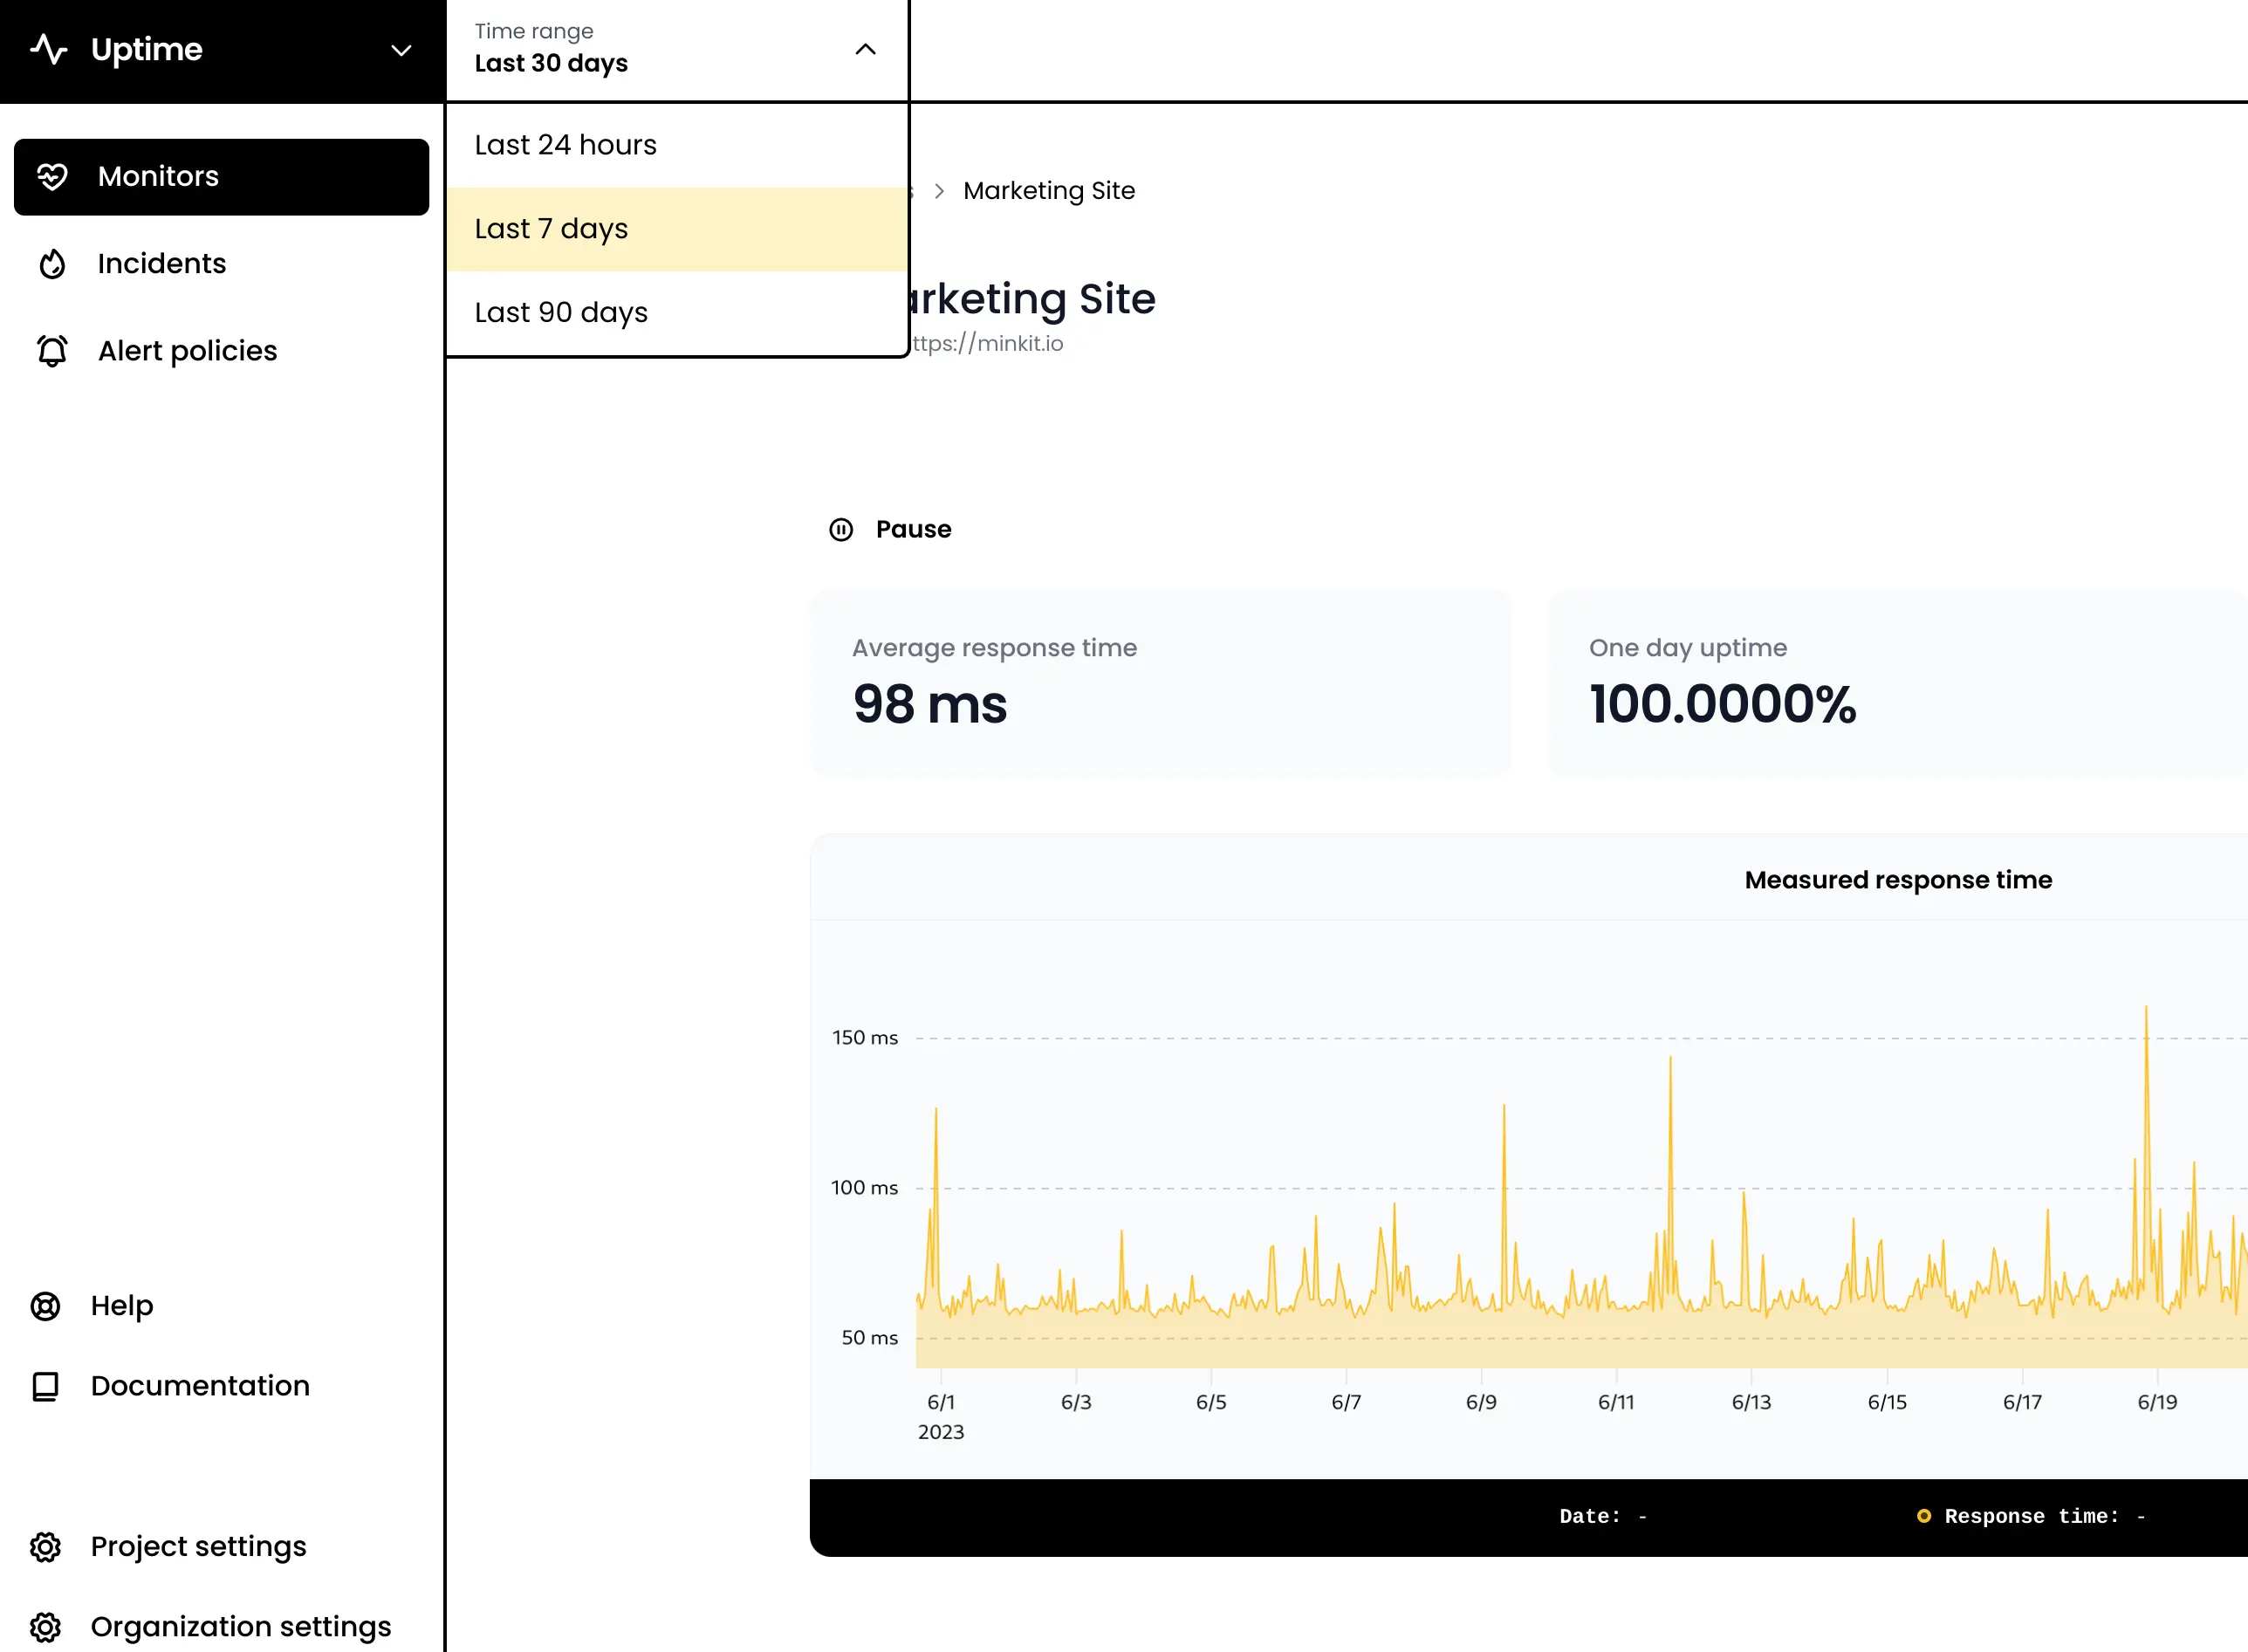 Uptime
Time range
Last 30 days
Last 24 hours
Last 7 days
Last 90 days
Monitors
Incidents
Alert policies
Help
Documentation
Project settings
Organization settings
Marketing Site
rketing Site
ttps://minkit.io
Pause
Average response time
98 ms
One day uptime
100.0000%
Measured response time
150 ms
100 ms
50 ms
6/1 6/3 6/5 6/7 6/9 6/11 6/13 6/15 6/17 6/19
2023
Date: -
Response time: -